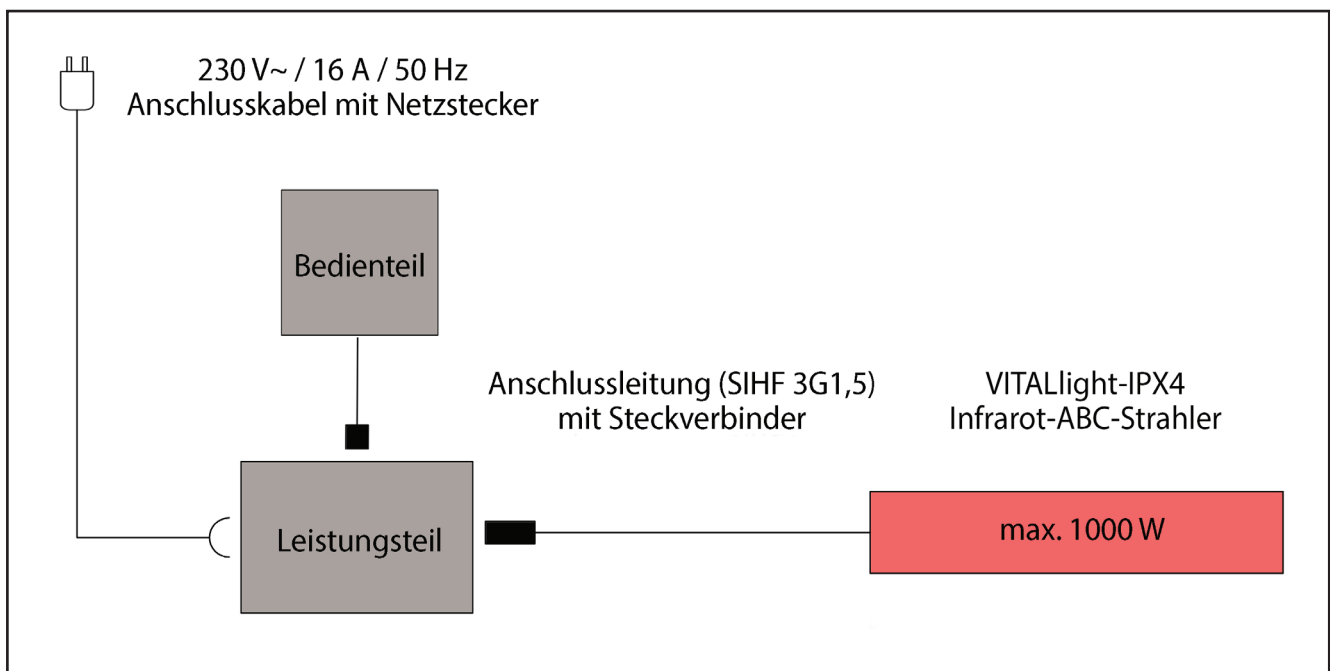 230 V~ / 16 A / 50 Hz
Anschlusskabel mit Netzstecker
Bedienteil
Anschlussleitung (SIHF 3G1,5)
mit Steckverbinder
VITALlight-IPX4
Infrarot-ABC-Strahler
Leistungsteil
max. 1000 W